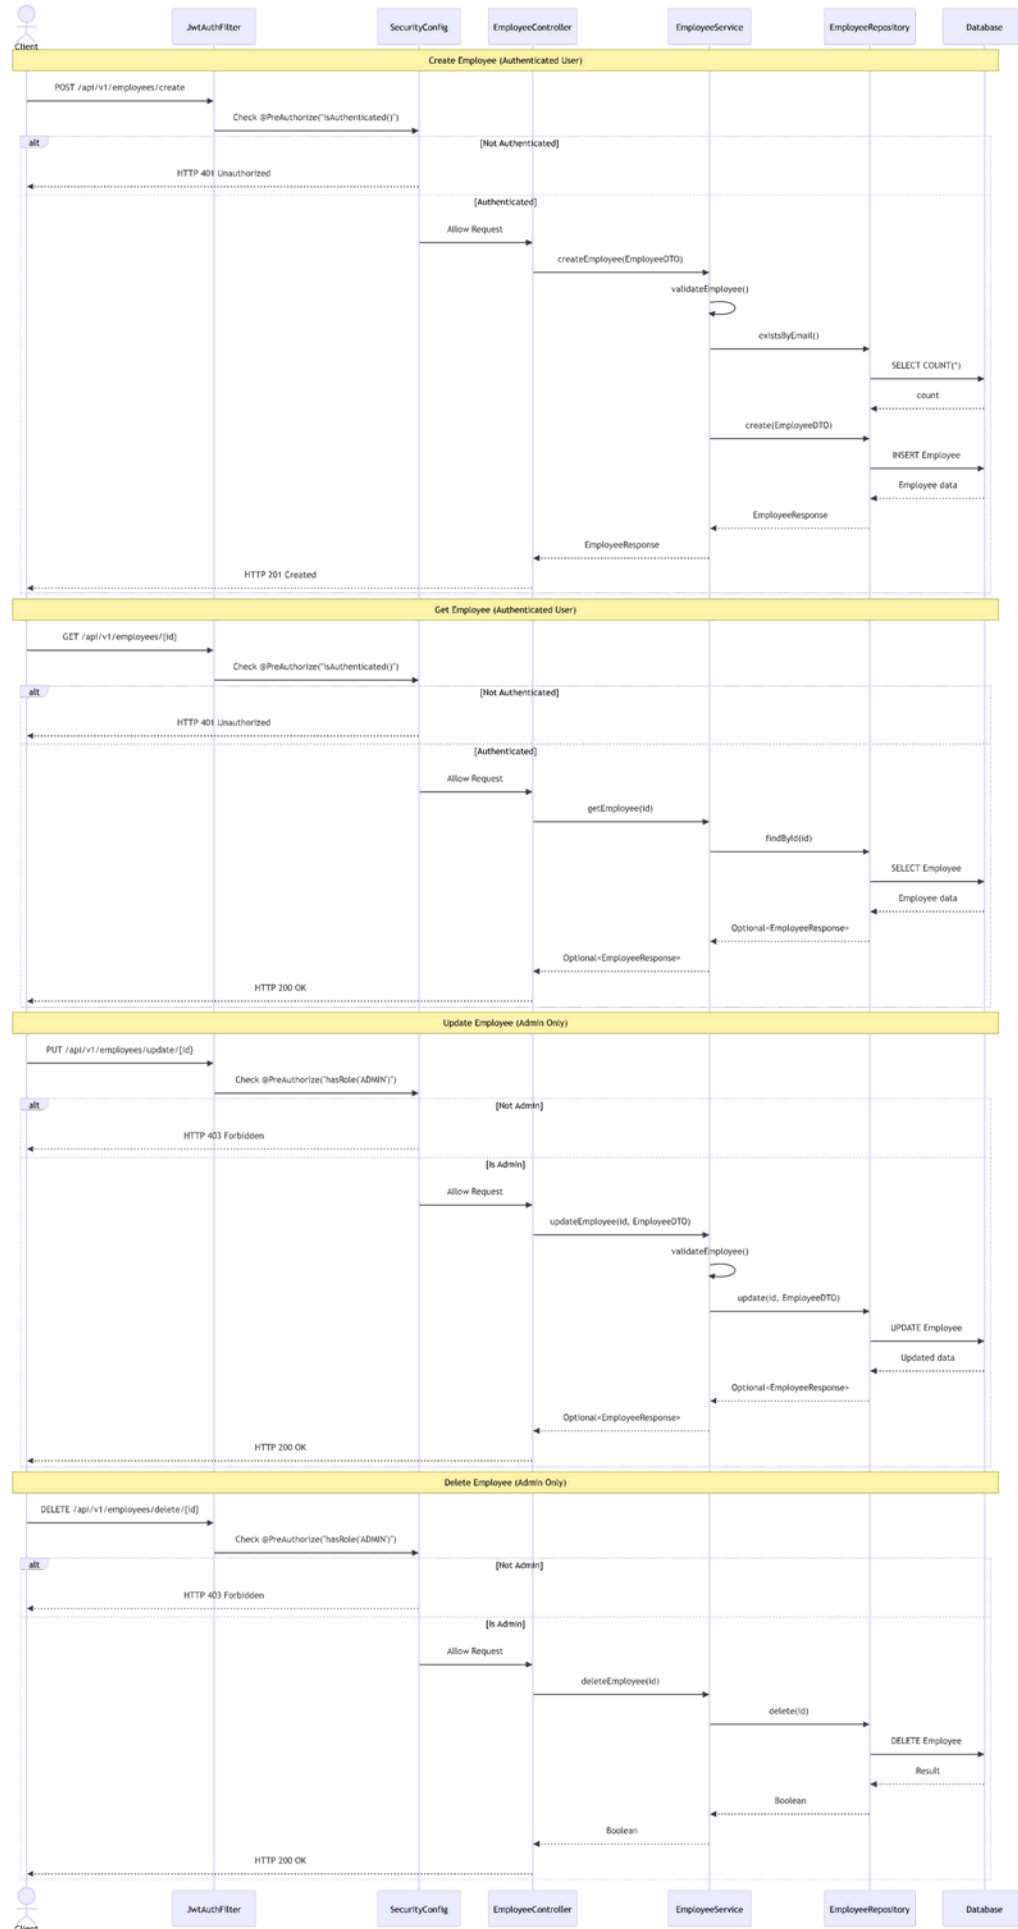 JwtAuthFilter SecurityConfig EmployeeController EmployeeService EmployeeRepository Database
Client
Create Employee (Authenticated User)
POST /api/v1/employees/create
Check @PreAuthorize("isAuthenticated()")
alt
[Not Authenticated]
HTTP 401 Unauthorized
[Authenticated]
Allow Request
createEmployee(EmployeeDTO)
validateEmployee()
existsByEmail()
SELECT COUNT(*)
count
create(EmployeeDTO)
INSERT Employee
Employee data
EmployeeResponse
EmployeeResponse
HTTP 201 Created
Get Employee (Authenticated User)
GET /api/v1/employees/{id}
Check @PreAuthorize("isAuthenticated()")
alt
[Not Authenticated]
HTTP 401 Unauthorized
[Authenticated]
Allow Request
getEmployee(id)
findById(id)
SELECT Employee
Employee data
Optional<EmployeeResponse>
Optional<EmployeeResponse>
HTTP 200 OK
Update Employee (Admin Only)
PUT /api/v1/employees/update/{id}
Check @PreAuthorize("hasRole('ADMIN')")
alt
[Not Admin]
HTTP 403 Forbidden
[Is Admin]
Allow Request
updateEmployee(id, EmployeeDTO)
validateEmployee()
update(id, EmployeeDTO)
UPDATE Employee
Updated data
Optional<EmployeeResponse>
Optional<EmployeeResponse>
HTTP 200 OK
Delete Employee (Admin Only)
DELETE /api/v1/employees/delete/{id}
Check @PreAuthorize("hasRole('ADMIN')")
alt
[Not Admin]
HTTP 403 Forbidden
[Is Admin]
Allow Request
deleteEmployee(id)
delete(id)
DELETE Employee
Result
Boolean
Boolean
HTTP 200 OK
JwtAuthFilter SecurityConfig EmployeeController EmployeeService EmployeeRepository Database
Client